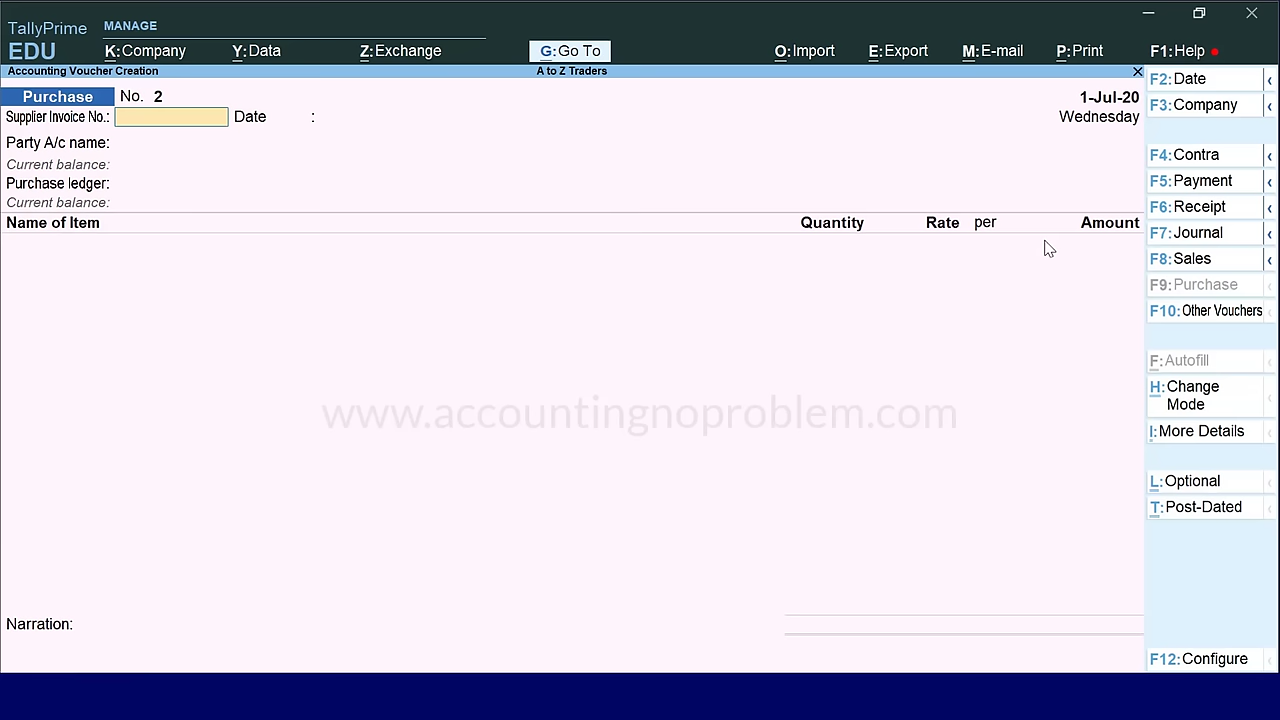 TallyPrime MANAGE
EDU K:Company Y:Data Z:Exchange G:Go To O:Import E:Export M:E-mail P:Print F1:Help
Accounting Voucher Creation A to Z Traders
F2:Date
Purchase No. 2 1-Jul-20
F3:Company
Supplier Invoice No.: Date : Wednesday
Party A/c name:
F4:Contra
Current balance:
F5:Payment
Purchase ledger:
Current balance:
F6:Receipt
Name of Item Quantity Rate per Amount
F7:Journal
F8:Sales
F9:Purchase
F10:Other Vouchers
F:Autofill
H:Change
Mode
www.accountingnoproblem.com
I:More Details
L:Optional
T:Post-Dated
Narration:
F12:Configure